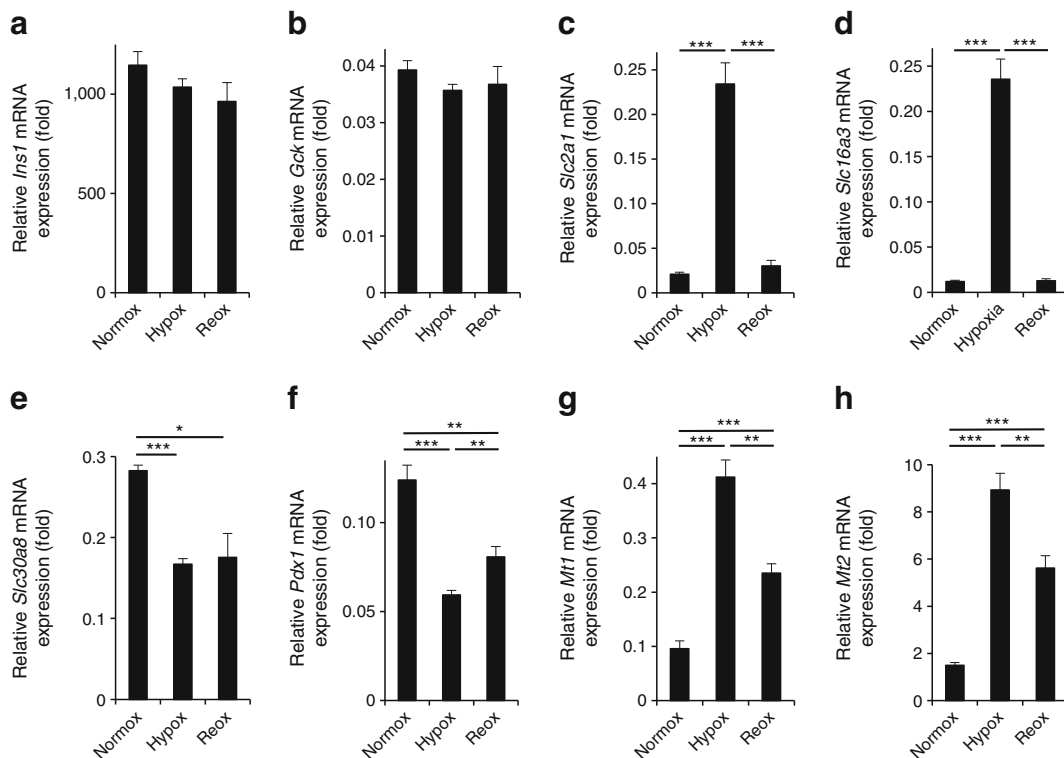 a
Relative Ins1 mRNA
expression (fold)
1,000
500
0
Normox
Hypox
Reox
b
Relative Gck mRNA
expression (fold)
0.04
0.03
0.02
0.01
0
Normox
Hypox
Reox
c
Relative Slc2a1 mRNA
expression (fold)
*** ***
0.25
0.20
0.15
0.10
0.05
0
Normox
Hypox
Reox
d
Relative Slc16a3 mRNA
expression (fold)
*** ***
0.25
0.20
0.15
0.10
0.05
0
Normox
Hypoxia
Reox
e
Relative Slc30a8 mRNA
expression (fold)
*
***
0.3
0.2
0.1
0
Normox
Hypox
Reox
f
Relative Pdx1 mRNA
expression (fold)
**
*** **
0.10
0.05
0
Normox
Hypox
Reox
g
Relative Mt1 mRNA
expression (fold)
***
*** **
0.4
0.3
0.2
0.1
0
Normox
Hypox
Reox
h
Relative Mt2 mRNA
expression (fold)
***
*** **
10
8
6
4
2
0
Normox
Hypox
Reox